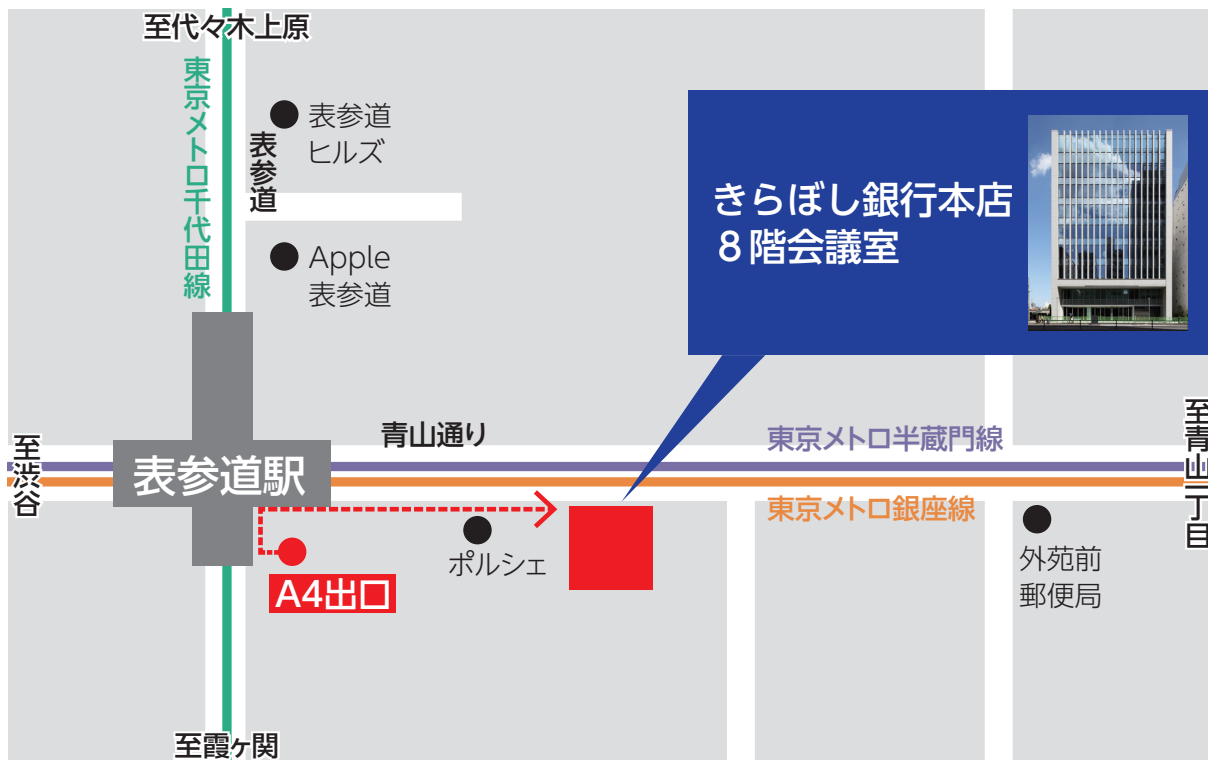 至代々木上原
東京メトロ千代田線
表参道
ヒルズ
表参道
Apple
表参道
きらぼし銀行本店
８階会議室
青山通り
東京メトロ半蔵門線
至渋谷
表参道駅
至青山一丁目
東京メトロ銀座線
ポルシェ
A4出口
外苑前
郵便局
至霞ヶ関